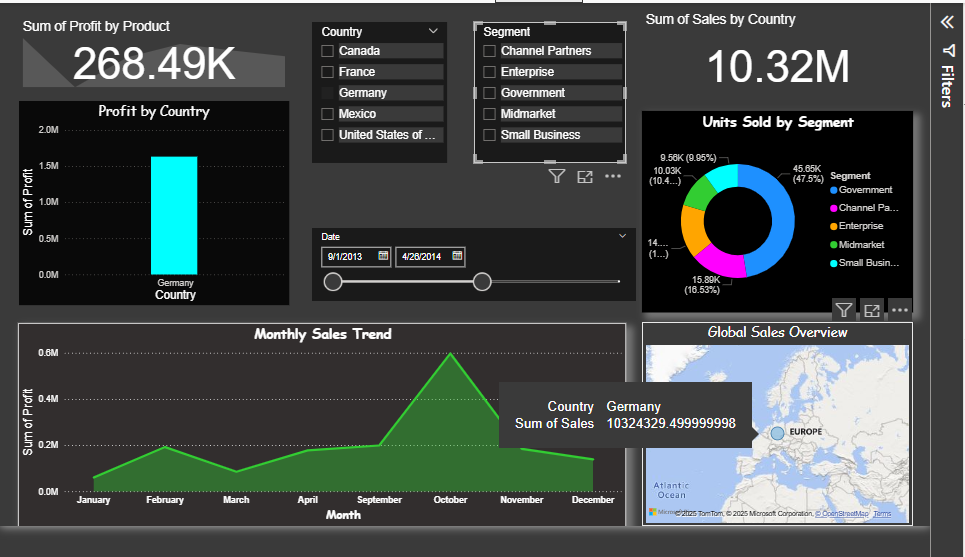 Sum of Profit by Product
268.49K
Country
Canada
France
Germany
Mexico
United States of ...
Segment
Channel Partners
Enterprise
Government
Midmarket
Small Business
Sum of Sales by Country
10.32M
Filters
Profit by Country
Sum of Profit
2.0M
1.5M
1.0M
0.5M
0.0M
Germany
Country
Date
9/1/2013
4/26/2014
Units Sold by Segment
9.56K (9.95%)
10.03K
(10.4...)
14....
(1...)
15.89K
(16.53%)
45.65K
(47.5%)
Segment
Government
Channel Pa...
Enterprise
Midmarket
Small Busin...
Monthly Sales Trend
Sum of Profit
0.6M
0.4M
0.2M
0.0M
January
February
March
April
September
October
November
December
Month
Global Sales Overview
Country Germany
Sum of Sales 10324329.499999998
EUROPE
Atlantic
Ocean
© 2025 TomTom, © 2025 Microsoft Corporation, © OpenStreetMap Terms